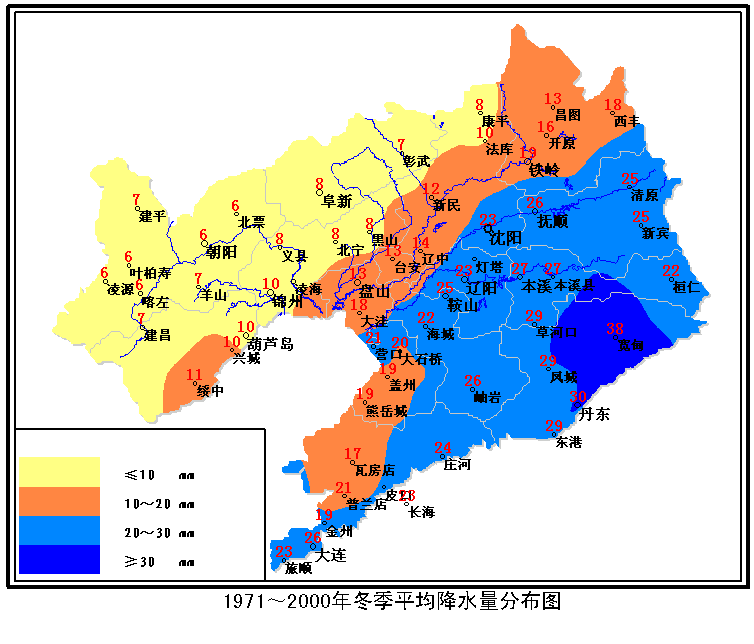 8
康平
13
昌图
18
西丰
10
法库
16
开原
7
彰武
19
铁岭
8
阜新
12
新民
25
清原
7
建平
6
北票
26
抚顺
23
沈阳
25
新宾
6
朝阳
8
义县
8
北宁
8
黑山
13
台安
14
辽中
灯塔
6
叶柏寿
6
凌源
6
喀左
7
羊山
10
锦州
凌海
13
盘山
23
辽阳
27
本溪
27
本溪县
22
桓仁
25
鞍山
18
大洼
7
建昌
10
葫芦岛
10
兴城
22
海城
29
草河口
38
宽甸
21
营口
20
大石桥
11
绥中
19
盖州
29
凤城
26
岫岩
19
熊岳城
30
丹东
29
东港
17
瓦房店
24
庄河
21
普兰店
皮口
23
长海
19
金州
26
大连
23
旅顺
≤10 mm
10～20 mm
20～30 mm
≥30 mm
1971～2000年冬季平均降水量分布图